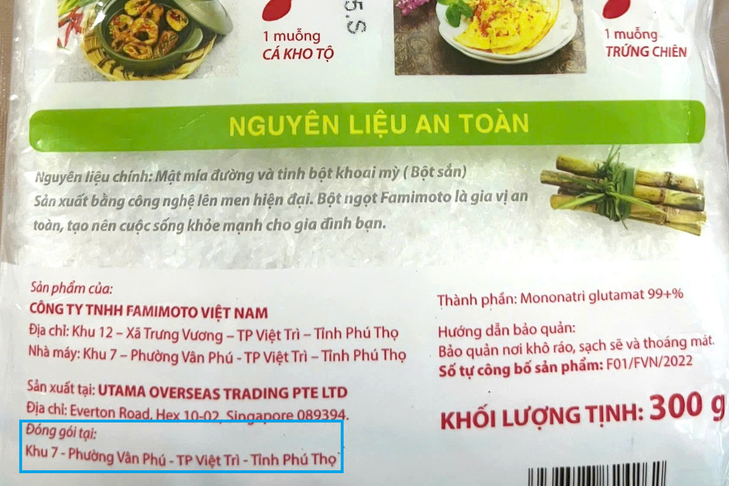 1 muỗng
CÁ KHO TỘ
5.S
1 muỗng
TRỨNG CHIÊN
NGUYÊN LIỆU AN TOÀN
Nguyên liệu chính: Mật mía đường và tinh bột khoai mỳ ( Bột sắn)
Sản xuất bằng công nghệ lên men hiện đại. Bột ngọt Famimoto là gia vị an
toàn, tạo nên cuộc sống khỏe mạnh cho gia đình bạn.
Sản phẩm của:
CÔNG TY TNHH FAMIMOTO VIỆT NAM
Địa chỉ: Khu 12 – Xã Trưng Vương – TP Việt Trì – Tỉnh Phú Thọ
Nhà máy: Khu 7 – Phường Vân Phú - TP Việt Trì – Tỉnh Phú Thọ
Sản xuất tại: UTAMA OVERSEAS TRADING PTE LTD
Địa chỉ: Everton Road, Hex 10-02, Singapore 089394.
Đóng gói tại:
Khu 7 - Phường Vân Phú - TP Việt Trì - Tỉnh Phú Thọ
Thành phần: Mononatri glutamat 99+%
Hướng dẫn bảo quản:
Bảo quản nơi khô ráo, sạch sẽ và thoáng mát.
Số tự công bố sản phẩm: F01/FVN/2022
KHỐI LƯỢNG TỊNH: 300 g